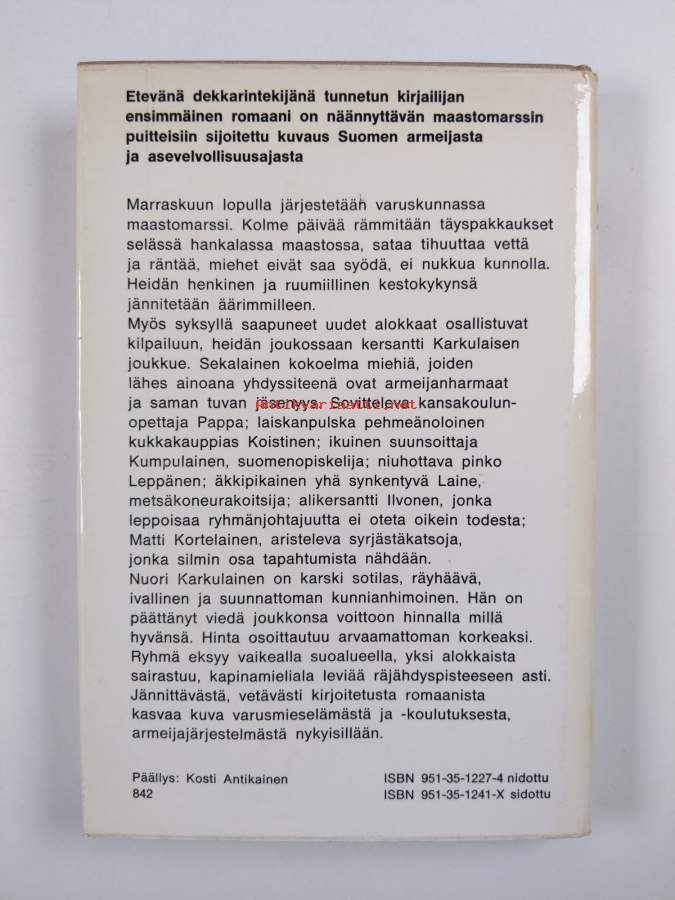 Etevänä dekkarintekijänä tunnetun kirjailijan
ensimmäinen romaani on näännyttävän maastomarssin
puitteisiin sijoitettu kuvaus Suomen armeijasta
ja asevelvollisuusajasta
Marraskuun lopulla järjestetään varuskunnassa
maastomarssi. Kolme päivää rämmitään täyspakkaukset
selässä hankalassa maastossa, sataa tihuuttaa vettä
ja räntää, miehet eivät saa syödä, ei nukkua kunnolla.
Heidän henkinen ja ruumiillinen kestokykynsä
jännitetään äärimmilleen.
Myös syksyllä saapuneet uudet alokkaat osallistuvat
kilpailuun, heidän joukossaan kersantti Karkulaisen
joukkue. Sekalainen kokoelma miehiä, joiden
lähes ainoana yhdyssiteenä ovat armeijanharmaat
ja saman tuvan jäsenyys. Sovitteleva kansakoulun-
Antikvariaatti.net
opettaja Pappa; laiskanpulska pehmeänoloinen
kukkakauppias Koistinen; ikuinen suunsoittaja
Kumpulainen, suomenopiskelija; niuhottava pinko
Leppänen; äkkipikainen yhä synkentyvä Laine,
metsäkoneurakoitsija; alikersantti Ilvonen, jonka
leppoisaa ryhmänjohtajuutta ei oteta oikein todesta;
Matti Kortelainen, aristeleva syrjästäkatsoja,
jonka silmin osa tapahtumista nähdään.
Nuori Karkulainen on karski sotilas, räyhäävä,
ivallinen ja suunnattoman kunnianhimoinen. Hän on
päättänyt viedä joukkonsa voittoon hinnalla millä
hyvänsä. Hinta osoittautuu arvaamattoman korkeaksi.
Ryhmä eksyy vaikealla suoalueella, yksi alokkaista
sairastuu, kapinamieliala leviää räjähdyspisteeseen asti.
Jännittävästä, vetävästi kirjoitetusta romaanista
kasvaa kuva varusmieselämästä ja -koulutuksesta,
armeijajärjestelmästä nykyisillään.
Päällys: Kosti Antikainen
842
ISBN 951-35-1227-4 nidottu
ISBN 951-35-1241-X sidottu